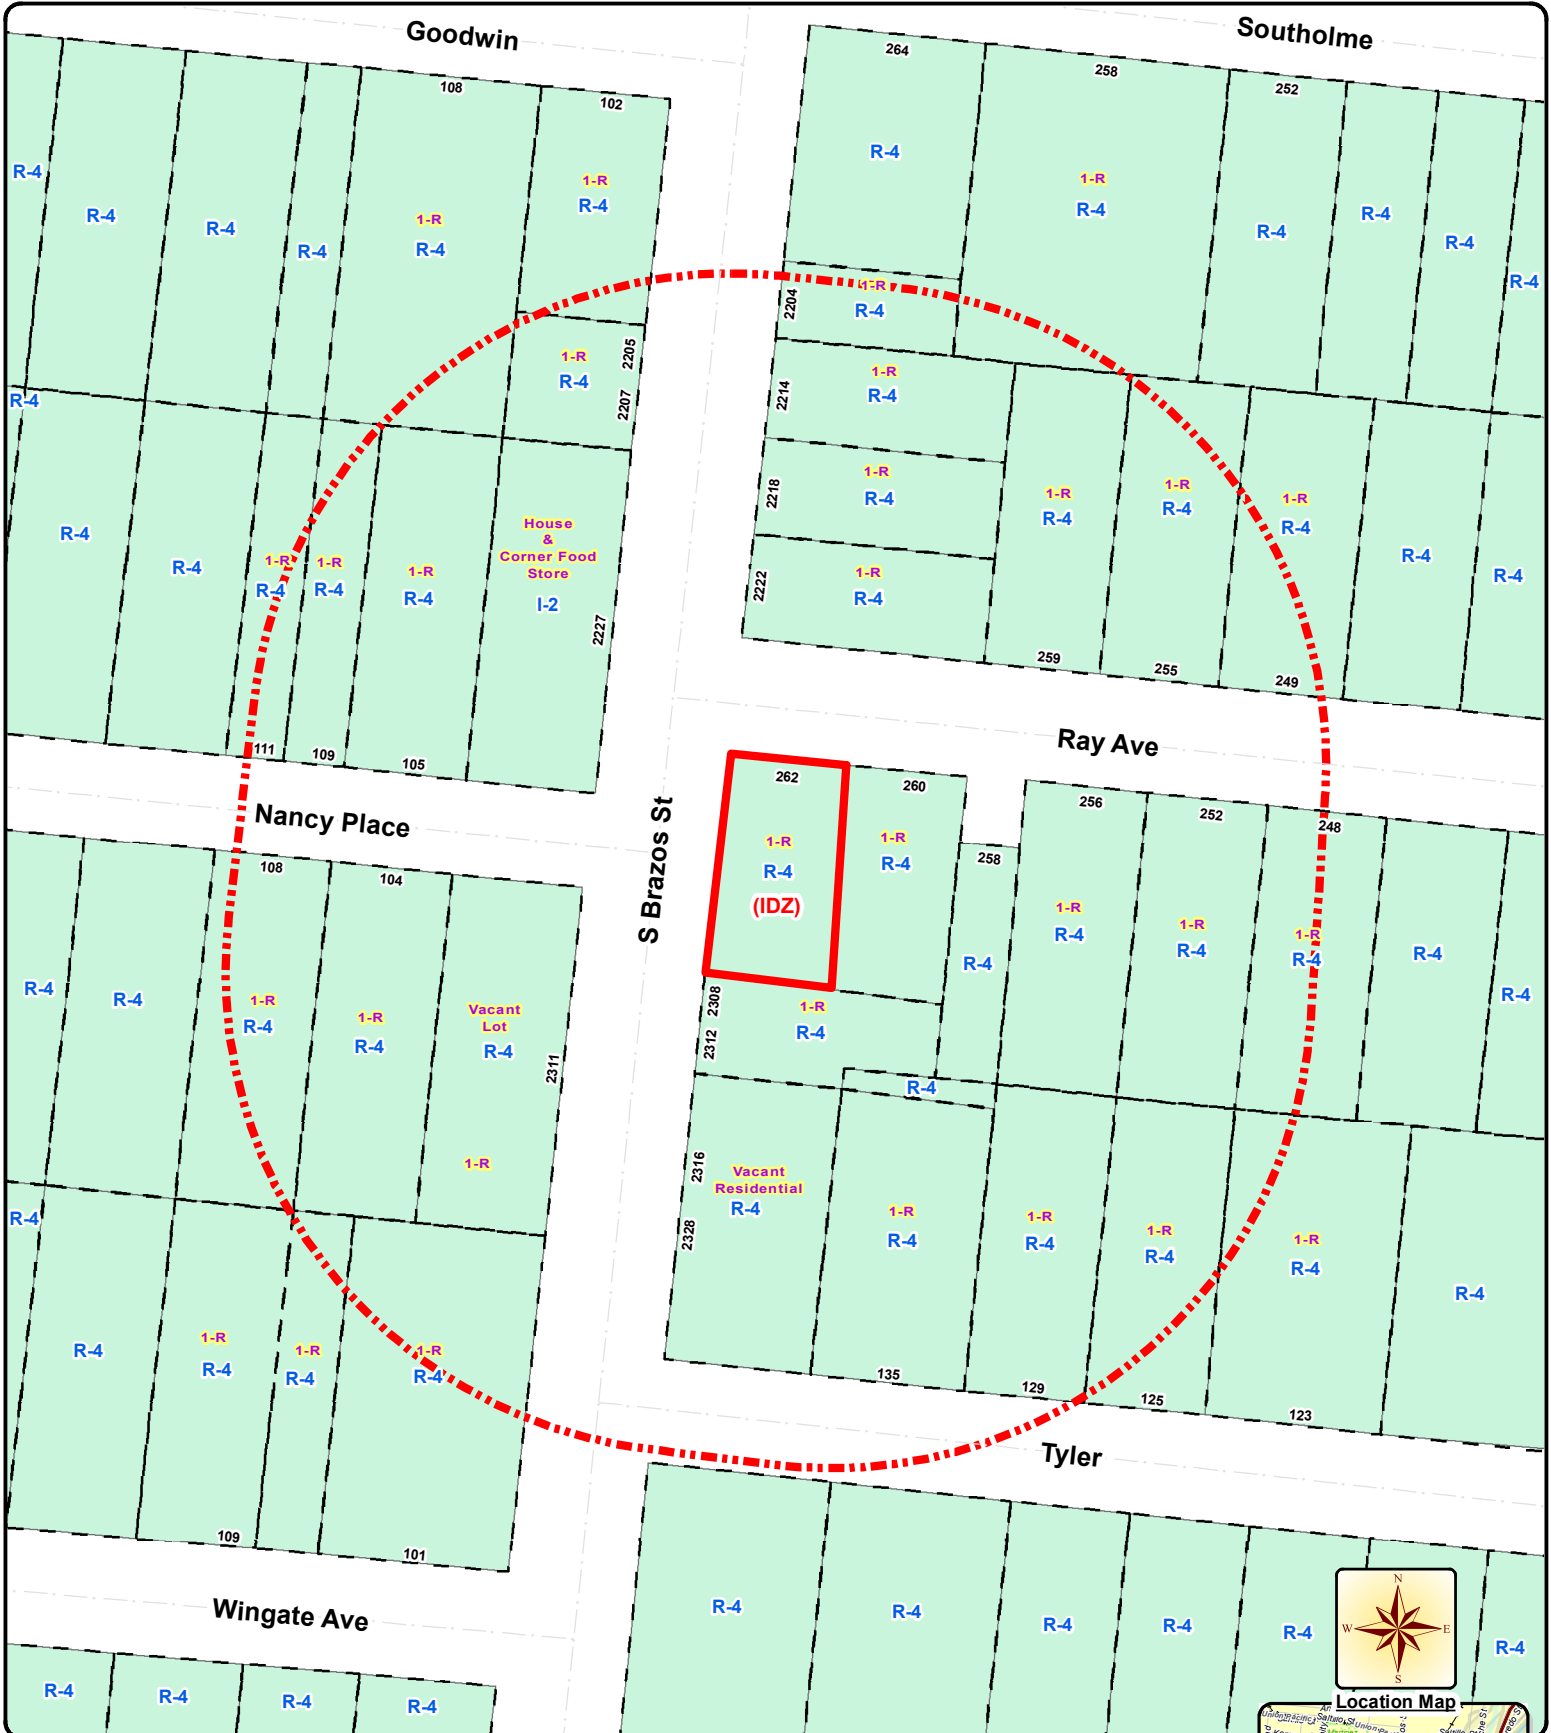 Goodwin
Southolme
108
102
264
258
252
R-4
R-4
R-4
R-4
1-R
R-4
1-R
R-4
R-4
1-R
R-4
R-4
R-4
R-4
R-4
1-R
R-4
2204
1-R
R-4
2205
2207
1-R
R-4
2214
R-4
1-R
R-4
2218
1-R
R-4
2222
1-R
R-4
259
1-R
R-4
255
1-R
R-4
249
R-4
R-4
R-4
R-4
1-R
R-4
111
1-R
R-4
109
1-R
R-4
105
House
&
Corner Food
Store
I-2
2227
Ray Ave
Nancy Place
S Brazos St
262
1-R
R-4
(IDZ)
260
1-R
R-4
258
R-4
256
1-R
R-4
252
1-R
R-4
248
1-R
R-4
R-4
R-4
R-4
R-4
108
1-R
R-4
104
1-R
R-4
Vacant
Lot
R-4
2311
1-R
2308
2312
1-R
R-4
R-4
2316
2328
Vacant
Residential
R-4
1-R
R-4
135
1-R
R-4
129
1-R
R-4
125
1-R
R-4
123
R-4
R-4
R-4
1-R
R-4
109
1-R
R-4
1-R
R-4
101
Tyler
Wingate Ave
R-4
R-4
R-4
R-4
R-4
R-4
R-4
R-4
R-4
R-4
N
W
E
S
Location Map